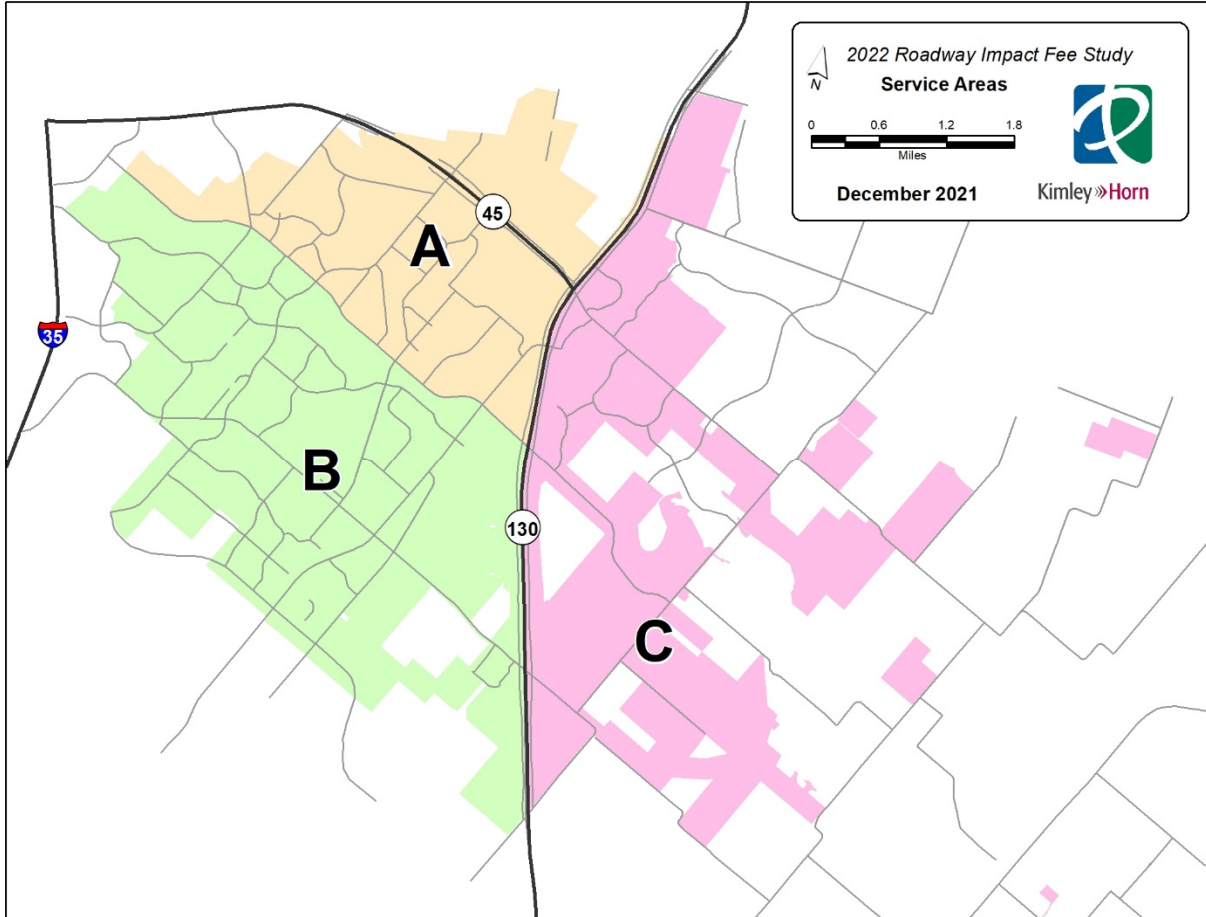 2022 Roadway Impact Fee Study
N
Service Areas
0 0.6 1.2 1.8
Miles
December 2021
Kimley»Horn
45
A
35
B
130
C